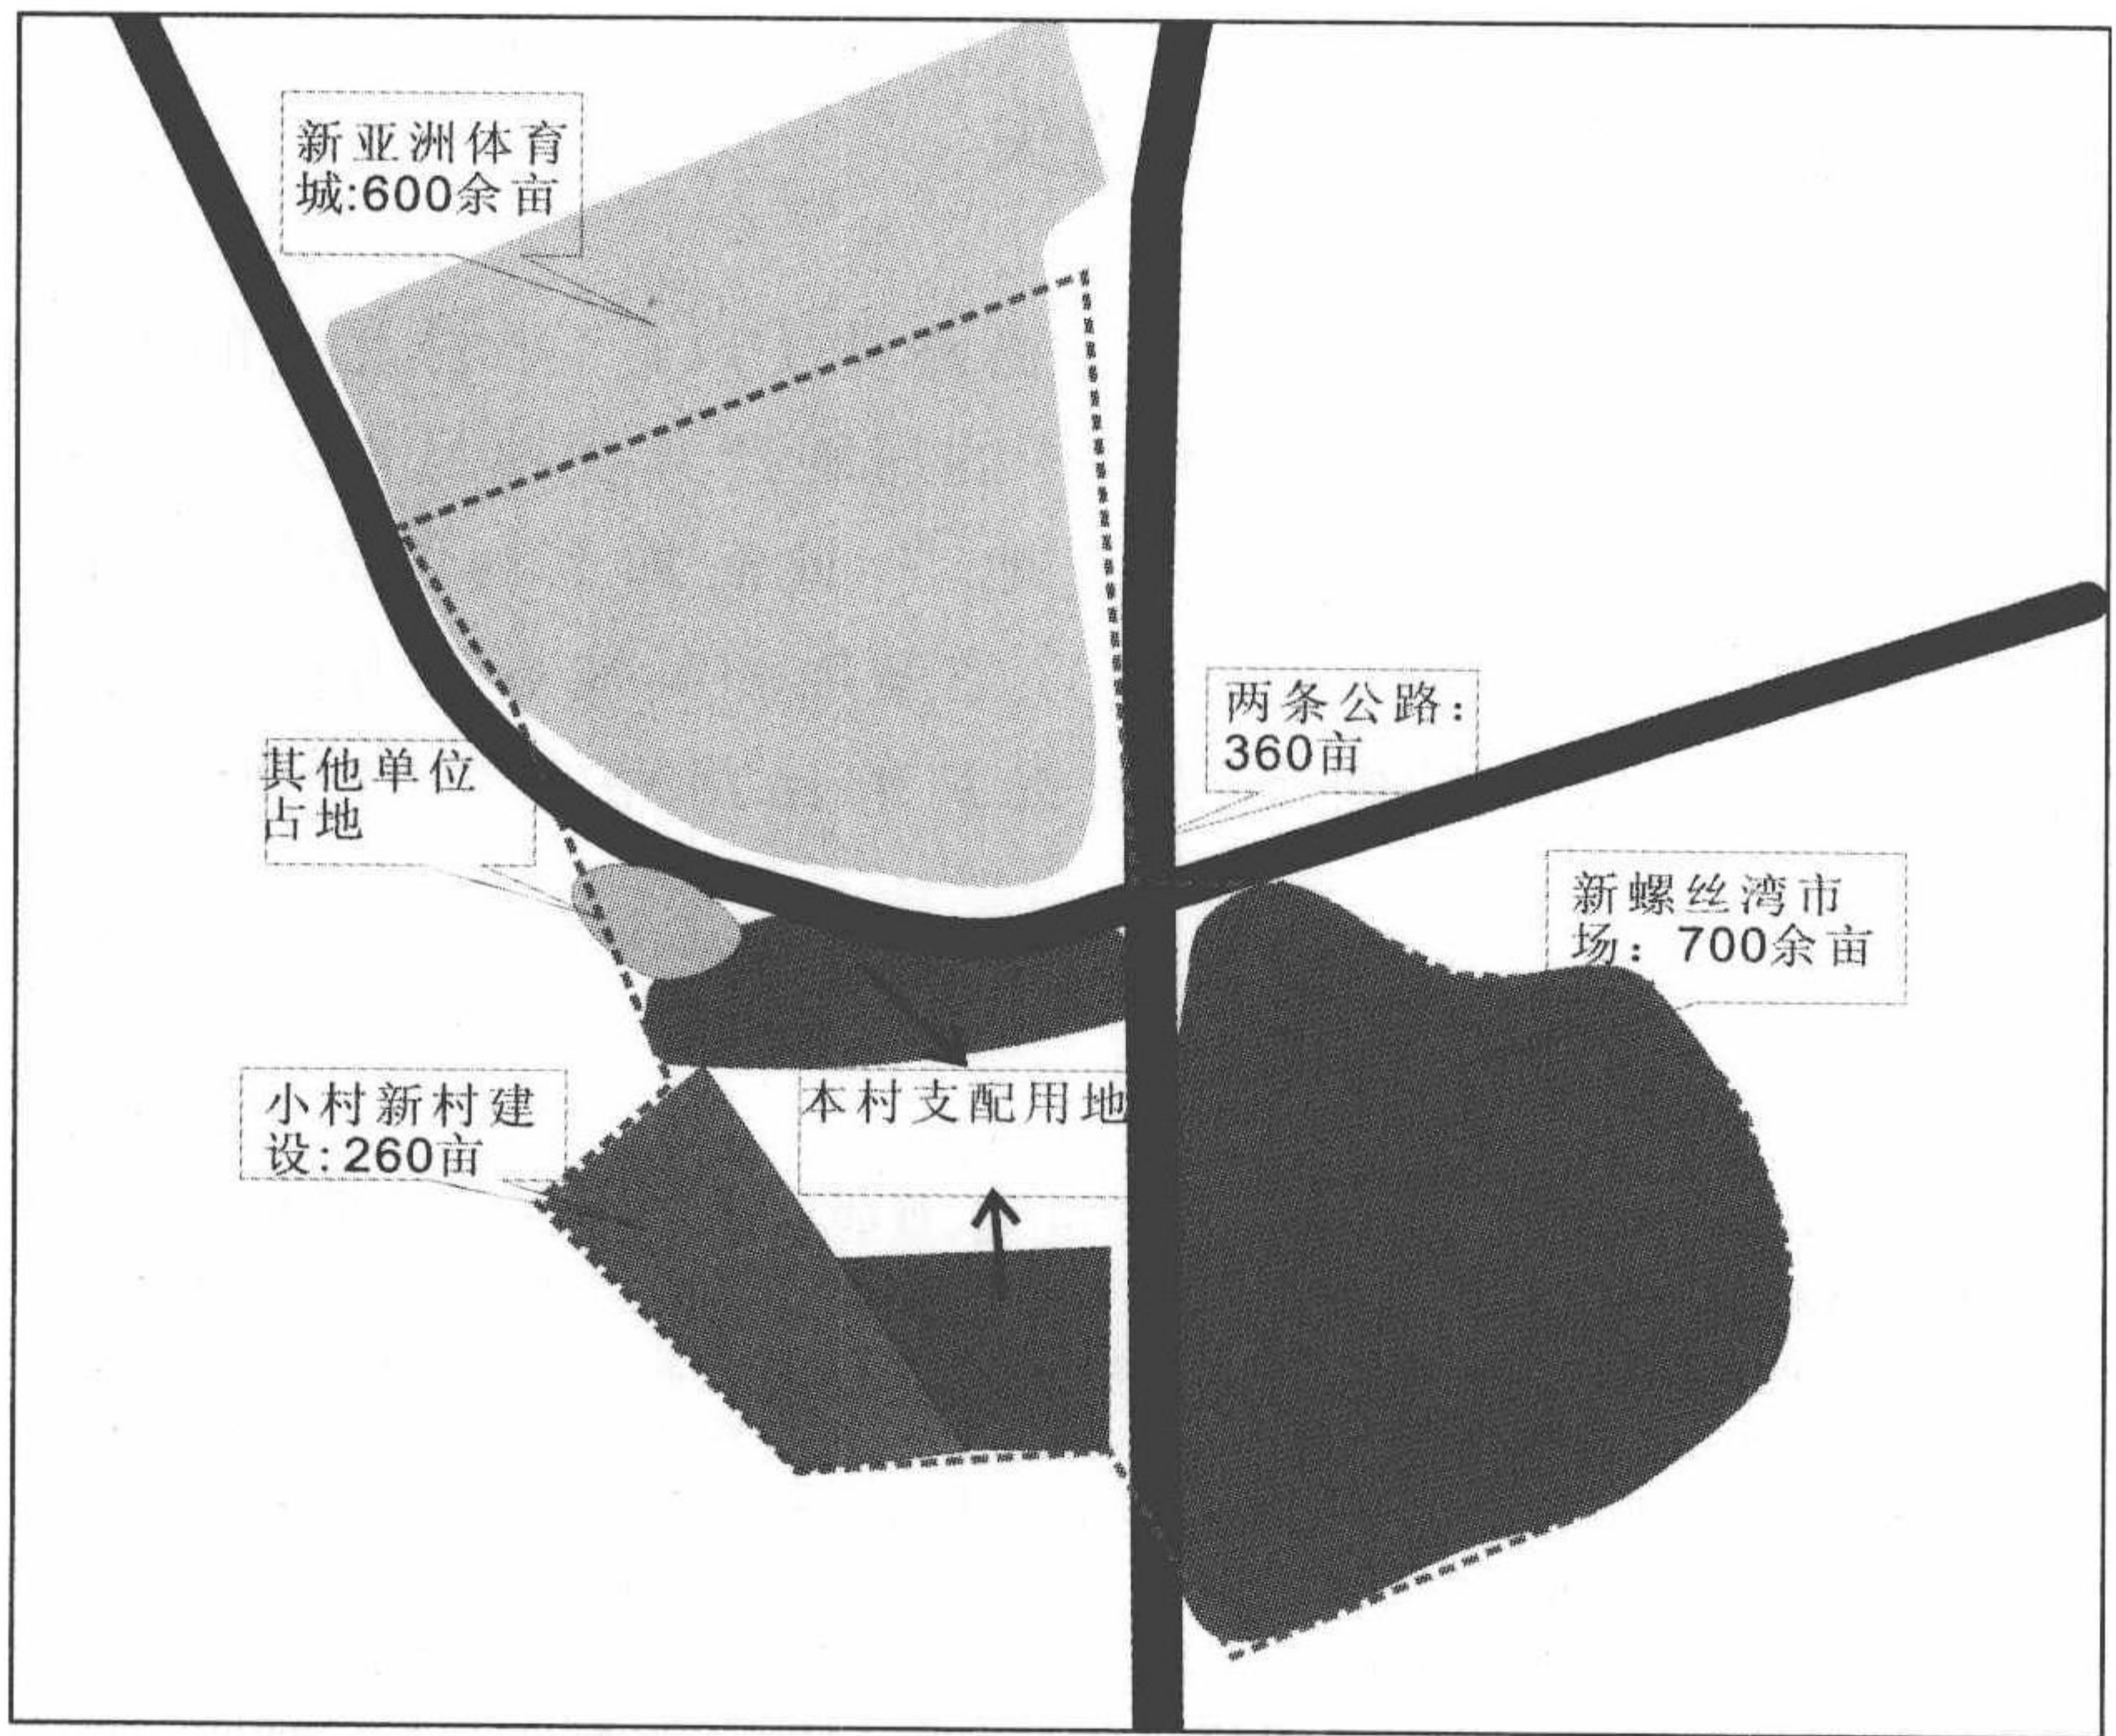 新亚洲体育
城:600余亩
两条公路：
360亩
其他单位
占地
新螺丝湾市
场：700余亩
小村新村建
设:260亩
本村支配用地